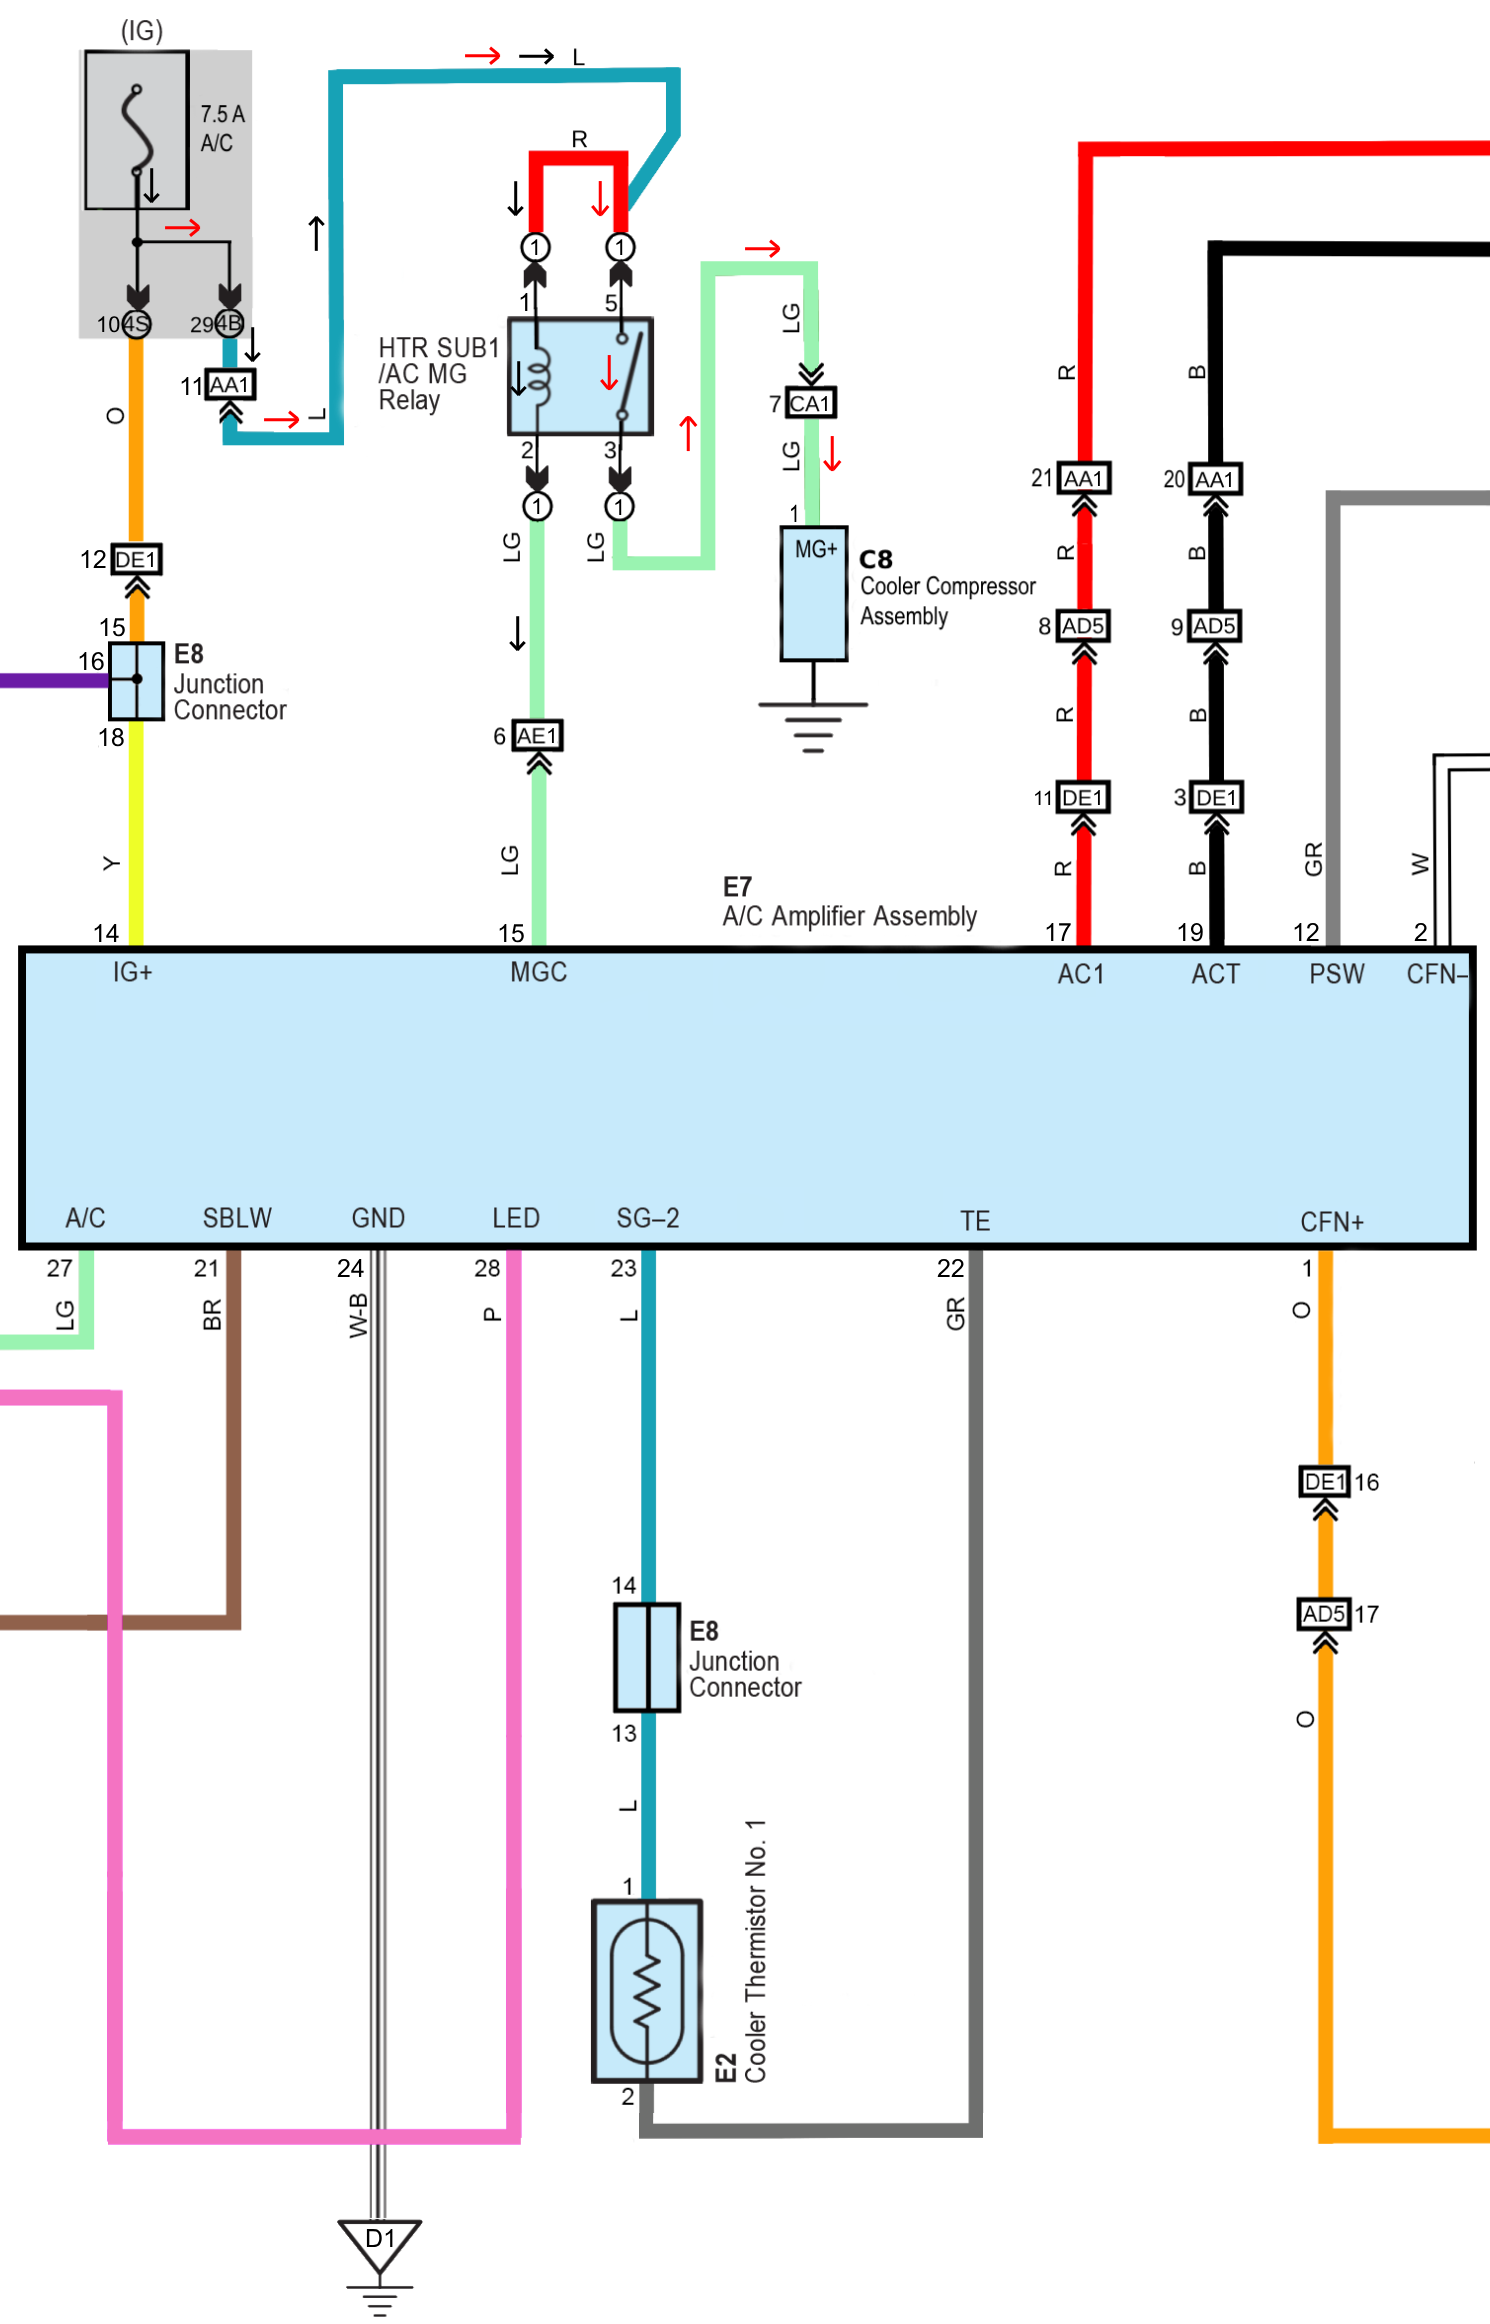 (IG)
7.5 A
A/C
10 4S
29 4B
11 AA1
O
L
L
R
1
1
1
5
HTR SUB1
/AC MG
Relay
2
3
1
1
LG
LG
LG
7 CA1
LG
1
MG+
C8
Cooler Compressor
Assembly
12 DE1
15
16
E8
Junction
Connector
18
Y
6 AE1
LG
R
B
21 AA1
20 AA1
R
B
8 AD5
9 AD5
R
B
11 DE1
3 DE1
R
B
GR
W
E7
A/C Amplifier Assembly
14
15
17
19
12
2
IG+
MGC
AC1
ACT
PSW
CFN–
A/C
SBLW
GND
LED
SG–2
TE
CFN+
27
21
24
28
23
22
1
LG
BR
W-B
P
L
GR
O
DE1 16
AD5 17
O
14
E8
Junction
Connector
13
L
1
E2
Cooler Thermistor No. 1
2
D1